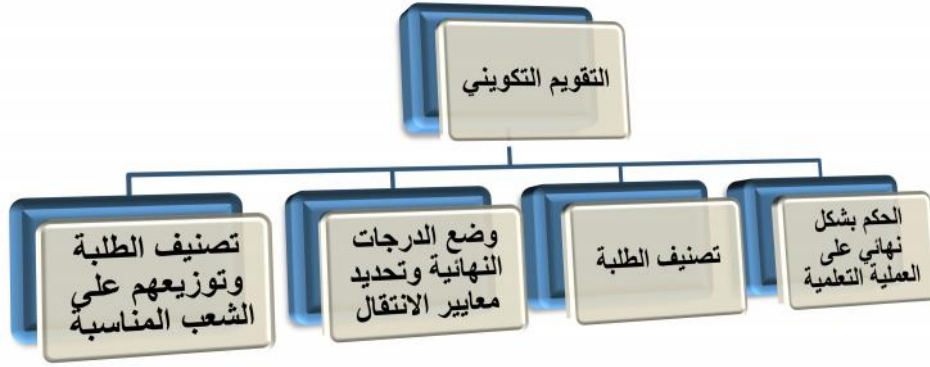 التقويم التكويني
الحكم بشكل
نهائي على
العملية التعلمية
تصنيف الطلبة
وضع الدرجات
النهائية وتحديد
معايير الانتقال
تصنيف الطلبة
وتوزيعهم على
الشعب المناسبة